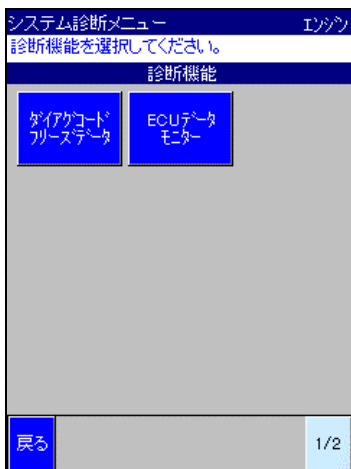 システム診断メニュー エンジン
診断機能を選択してください。
診断機能
ダイアグコード
フリーズデータ
ECUデータ
モニター
戻る
1/2